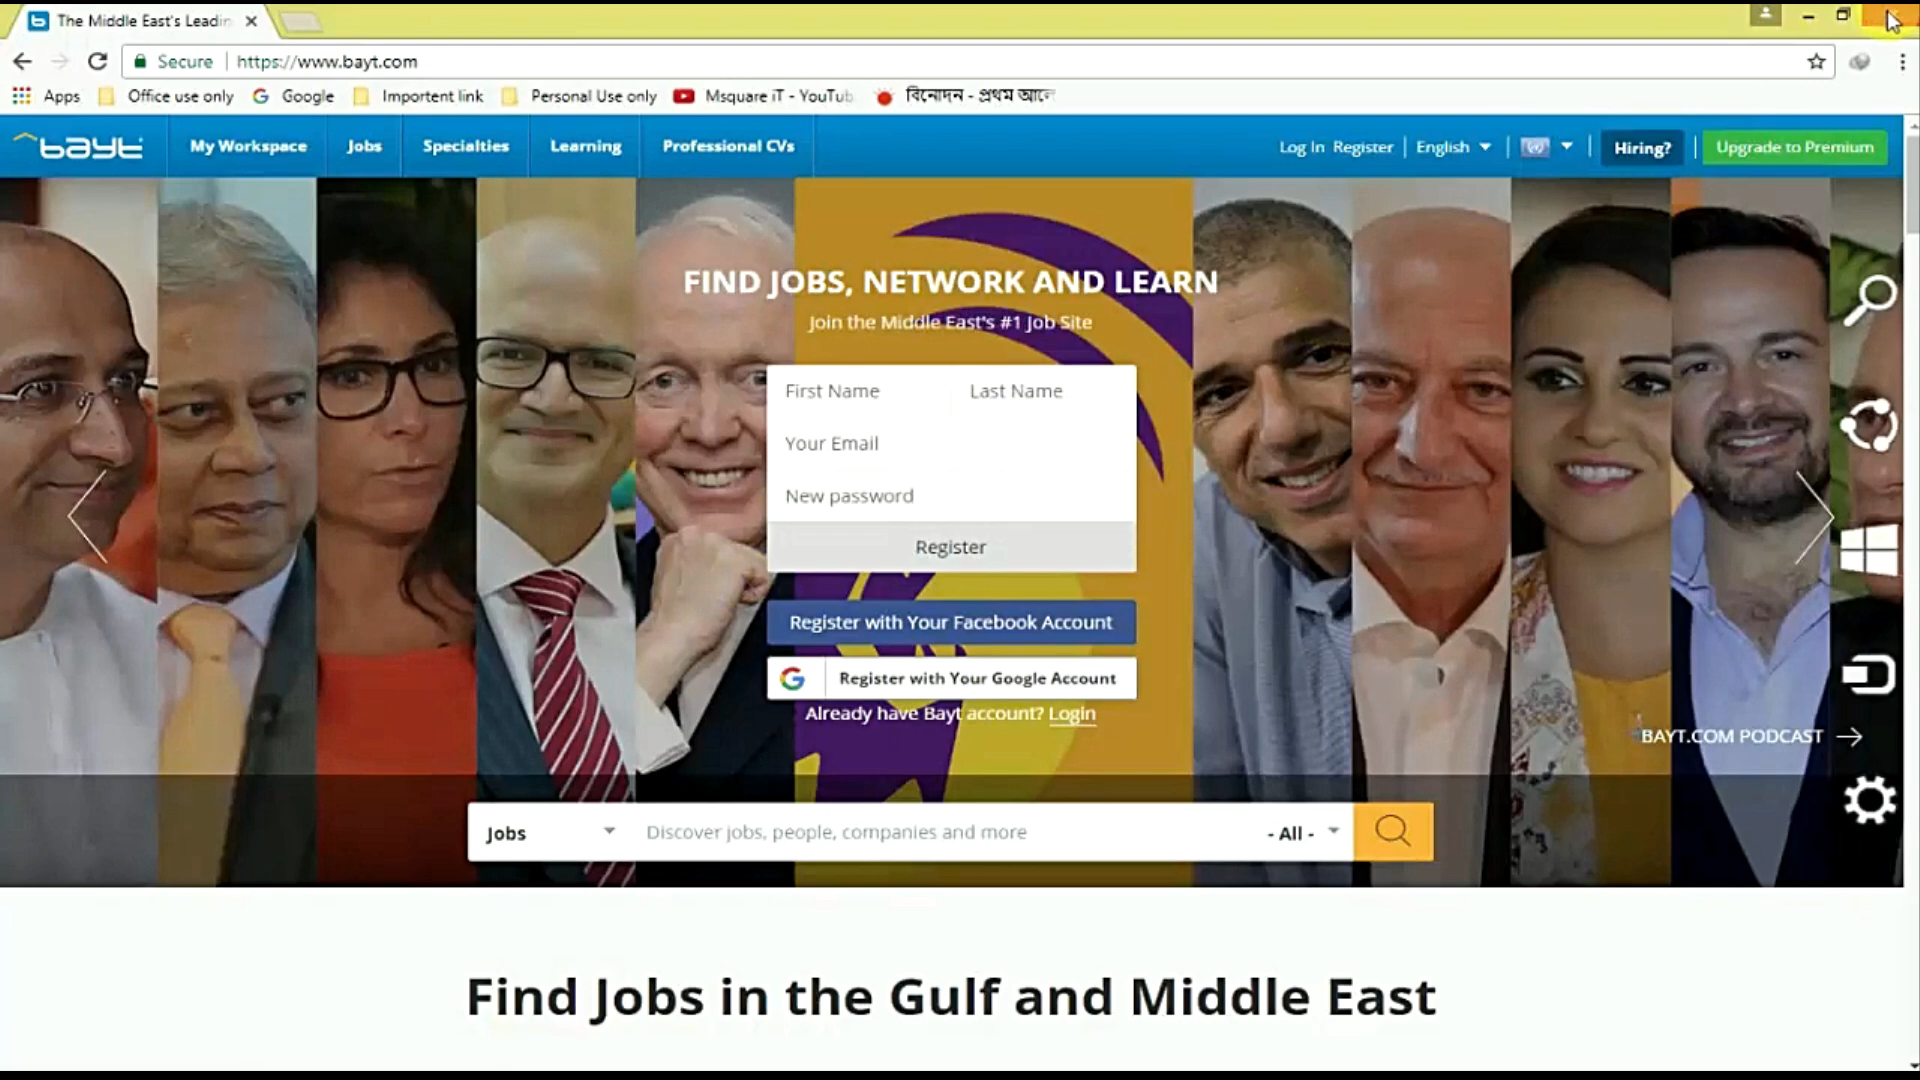 The Middle East's Leadin
Secure https://www.bayt.com
Apps Office use only Google Importent link Personal Use only Msquare iT - YouTub বিনোদন - প্রথম আলো
bayt My Workspace Jobs Specialties Learning Professional CVs Log In Register English Hiring? Upgrade to Premium
FIND JOBS, NETWORK AND LEARN
Join the Middle East's #1 Job Site
First Name Last Name
Your Email
New password
Register
Register with Your Facebook Account
Register with Your Google Account
Already have Bayt account? Login
BAYT.COM PODCAST
Jobs Discover jobs, people, companies and more - All -
Find Jobs in the Gulf and Middle East